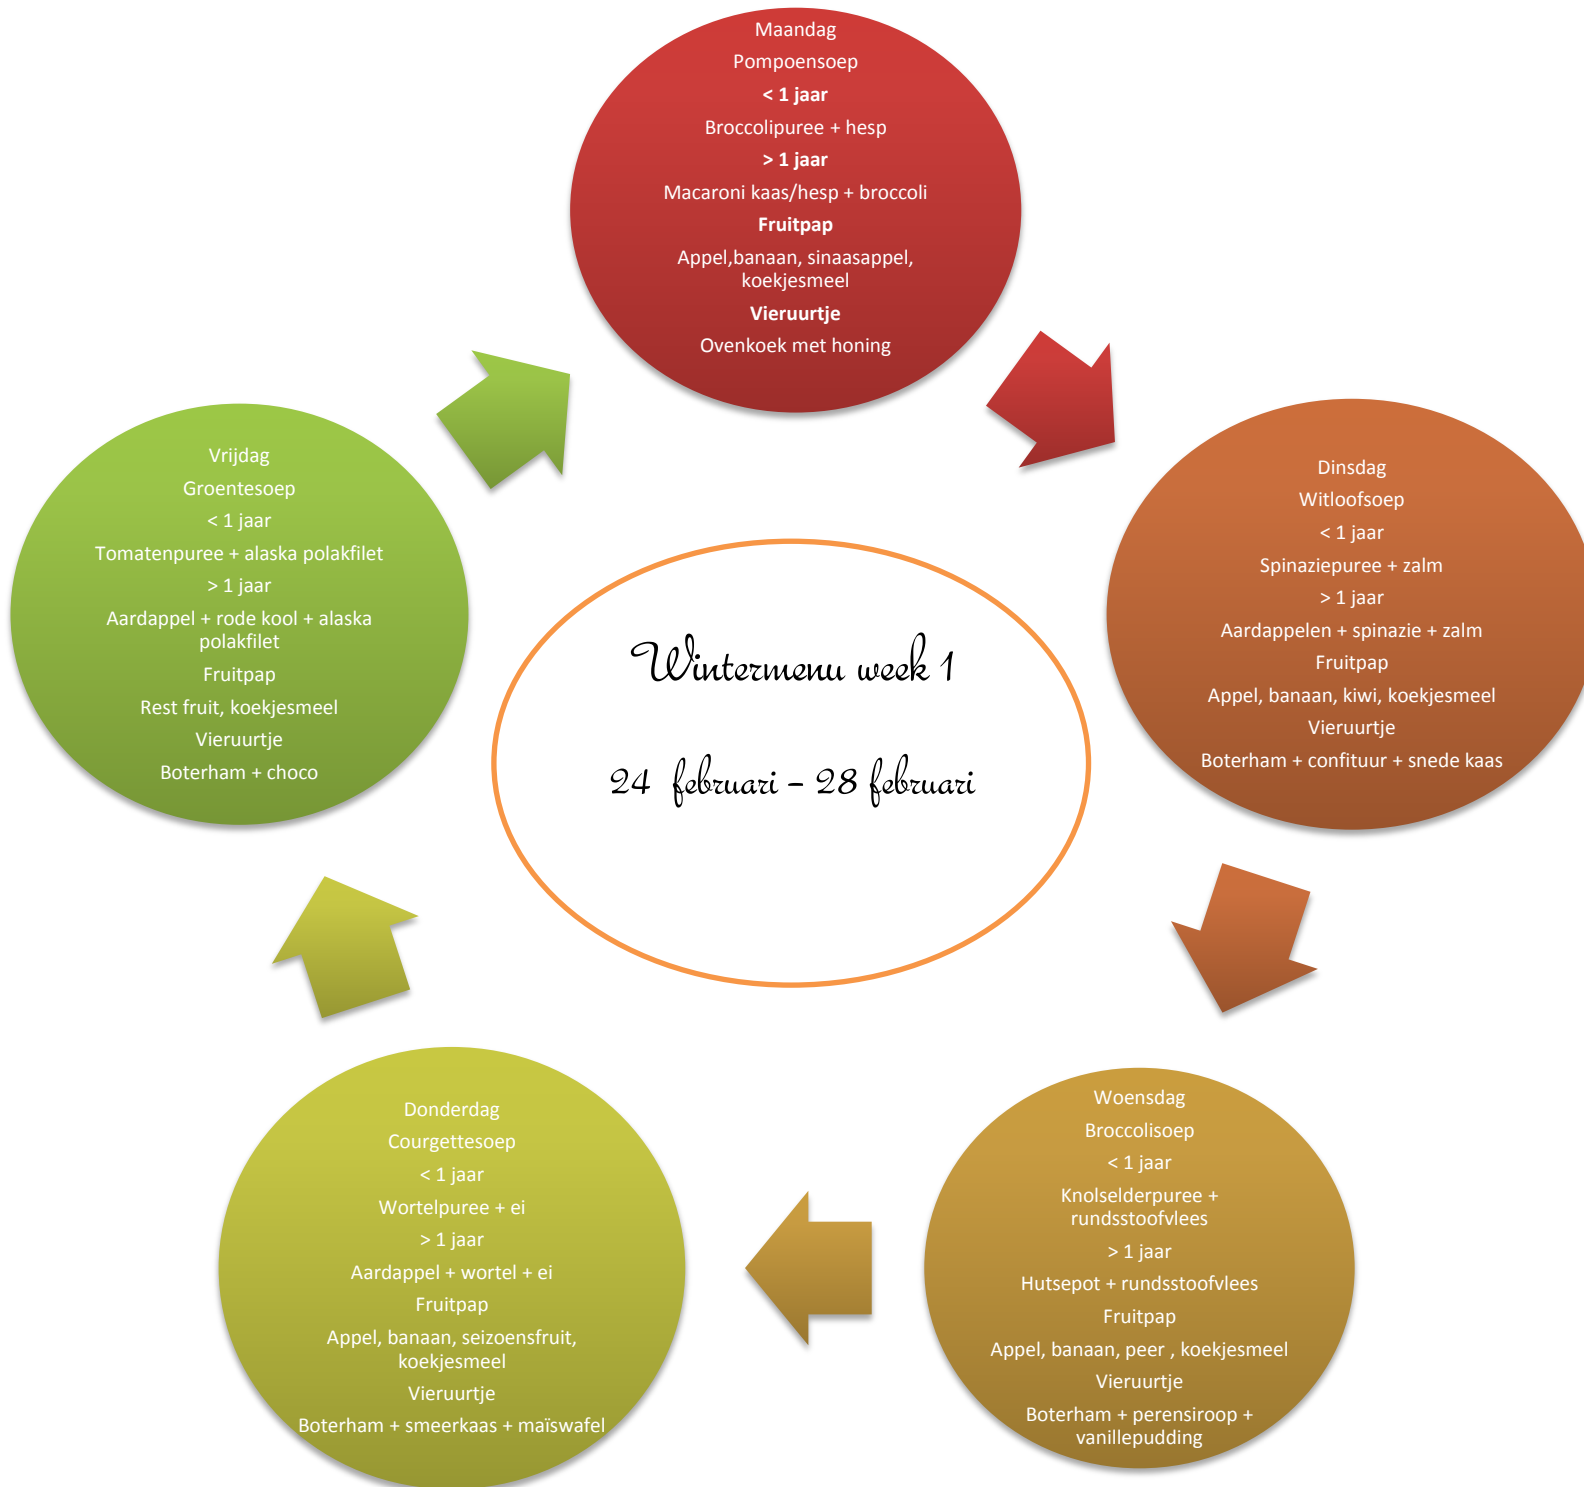 Maandag
Pompoensoep
< 1 jaar
Broccolipuree + hesp
> 1 jaar
Macaroni kaas/hesp + broccoli
Fruitpap
Appel,banaan, sinaasappel,
koekjesmeel
Vieruurtje
Ovenkoek met honing
Dinsdag
Witloofsoep
< 1 jaar
Spinaziepuree + zalm
> 1 jaar
Aardappelen + spinazie + zalm
Fruitpap
Appel, banaan, kiwi, koekjesmeel
Vieruurtje
Boterham + confituur + snede kaas
Woensdag
Broccolisoep
< 1 jaar
Knolselderpuree +
rundsstoofvlees
> 1 jaar
Hutsepot + rundsstoofvlees
Fruitpap
Appel, banaan, peer , koekjesmeel
Vieruurtje
Boterham + perensiroop +
vanillepudding
Donderdag
Courgettesoep
< 1 jaar
Wortelpuree + ei
> 1 jaar
Aardappel + wortel + ei
Fruitpap
Appel, banaan, seizoensfruit,
koekjesmeel
Vieruurtje
Boterham + smeerkaas + maïswafel
Vrijdag
Groentesoep
< 1 jaar
Tomatenpuree + alaska polakfilet
> 1 jaar
Aardappel + rode kool + alaska
polakfilet
Fruitpap
Rest fruit, koekjesmeel
Vieruurtje
Boterham + choco
Wintermenu week 1
24 februari – 28 februari